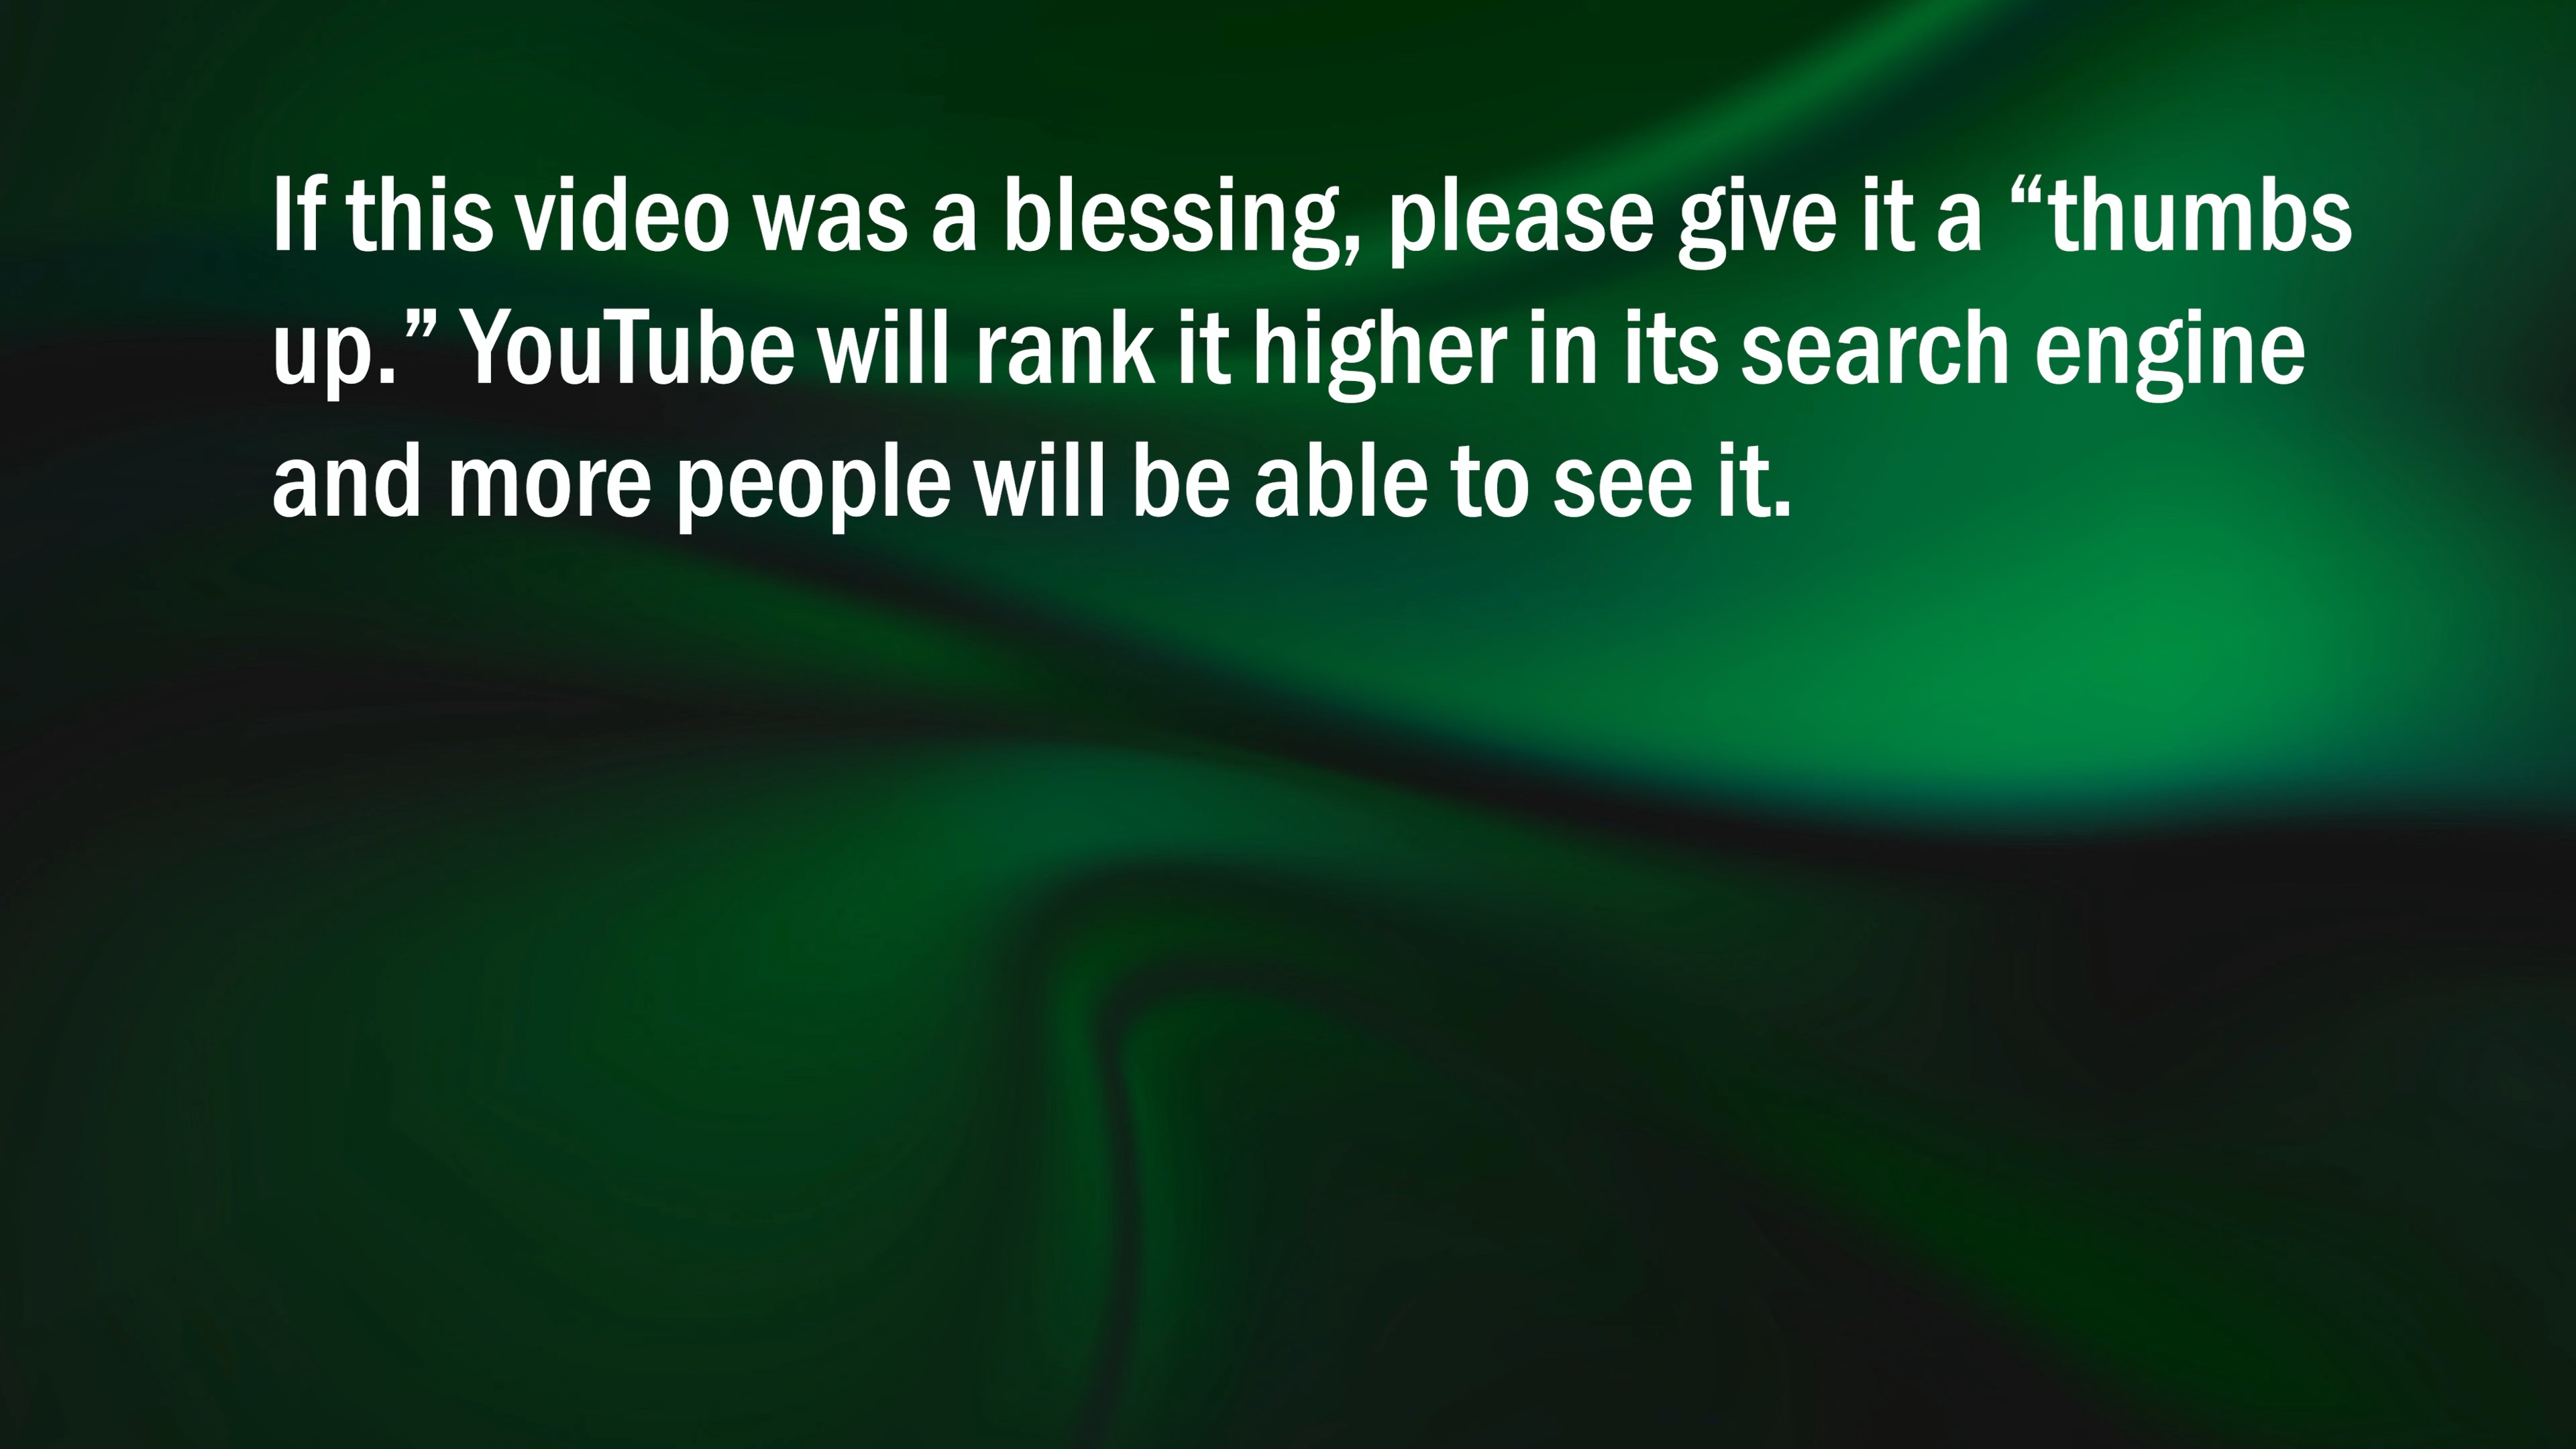 If this video was a blessing, please give it a “thumbs
up.” YouTube will rank it higher in its search engine
and more people will be able to see it.